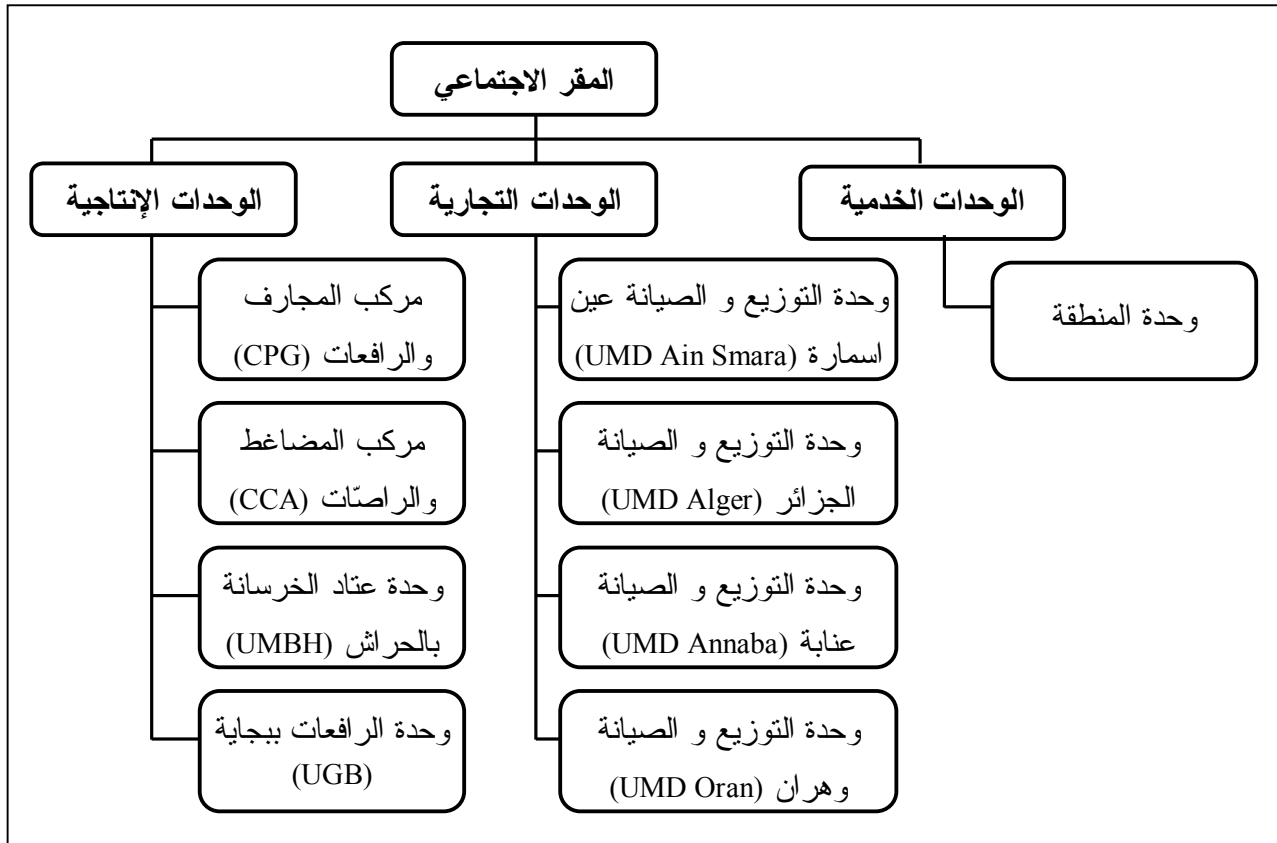 المقر الاجتماعي
الوحدات الخدمية
الوحدات التجارية
الوحدات الإنتاجية
وحدة المنطقة
وحدة التوزيع و الصيانة عين
اسمارة (UMD Ain Smara)
وحدة التوزيع و الصيانة
الجزائر (UMD Alger)
وحدة التوزيع و الصيانة
عنابة (UMD Annaba)
وحدة التوزيع و الصيانة
وهران (UMD Oran)
مركب المجارف
والرافعات (CPG)
مركب المضاغط
والراصّات (CCA)
وحدة عتاد الخرسانة
بالحراش (UMBH)
وحدة الرافعات ببجاية
(UGB)